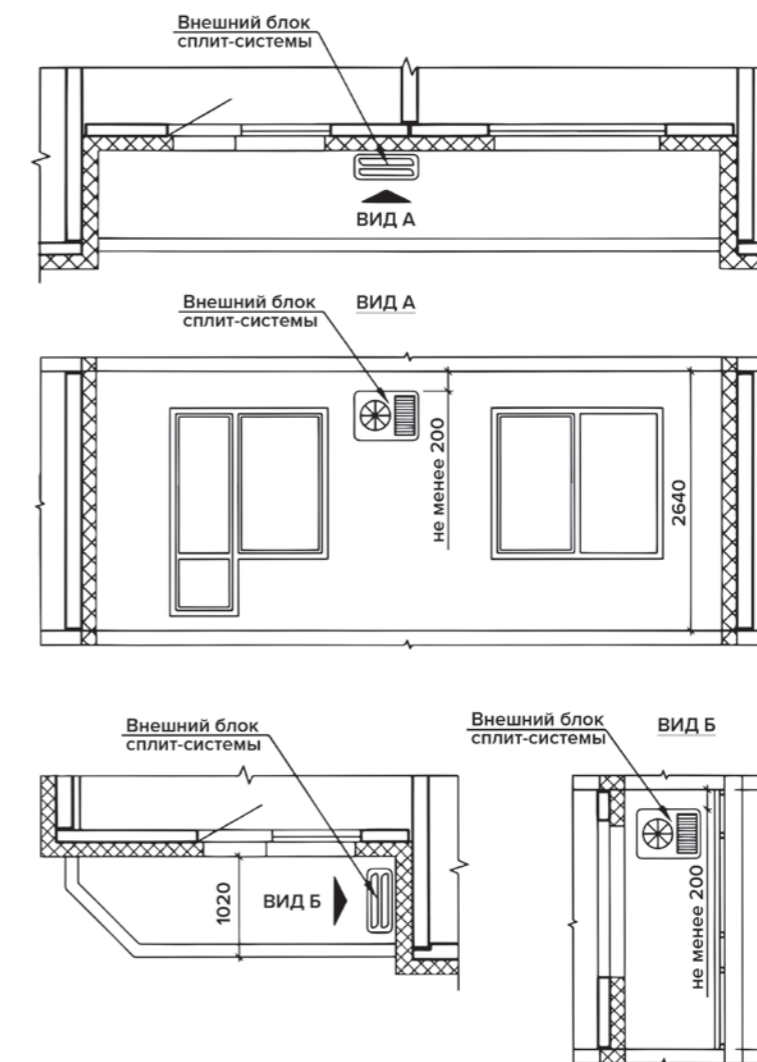 Внешний блок
сплит-системы
ВИД А
Внешний блок
сплит-системы
ВИД А
не менее 200
2640
Внешний блок
сплит-системы
1020
ВИД Б
Внешний блок
сплит-системы
ВИД Б
не менее 200